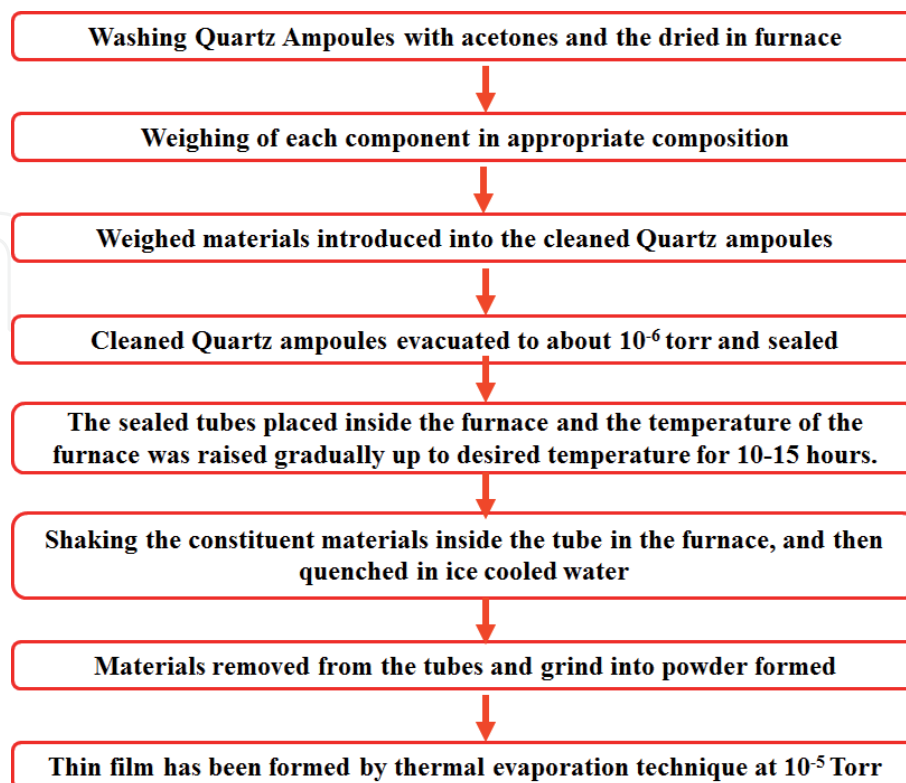 Washing Quartz Ampoules with acetones and the dried in furnace
Weighing of each component in appropriate composition
Weighed materials introduced into the cleaned Quartz ampoules
Cleaned Quartz ampoules evacuated to about 10⁻⁶ torr and sealed
The sealed tubes placed inside the furnace and the temperature of the
furnace was raised gradually up to desired temperature for 10-15 hours.
Shaking the constituent materials inside the tube in the furnace, and then
quenched in ice cooled water
Materials removed from the tubes and grind into powder formed
Thin film has been formed by thermal evaporation technique at 10⁻⁵ Torr